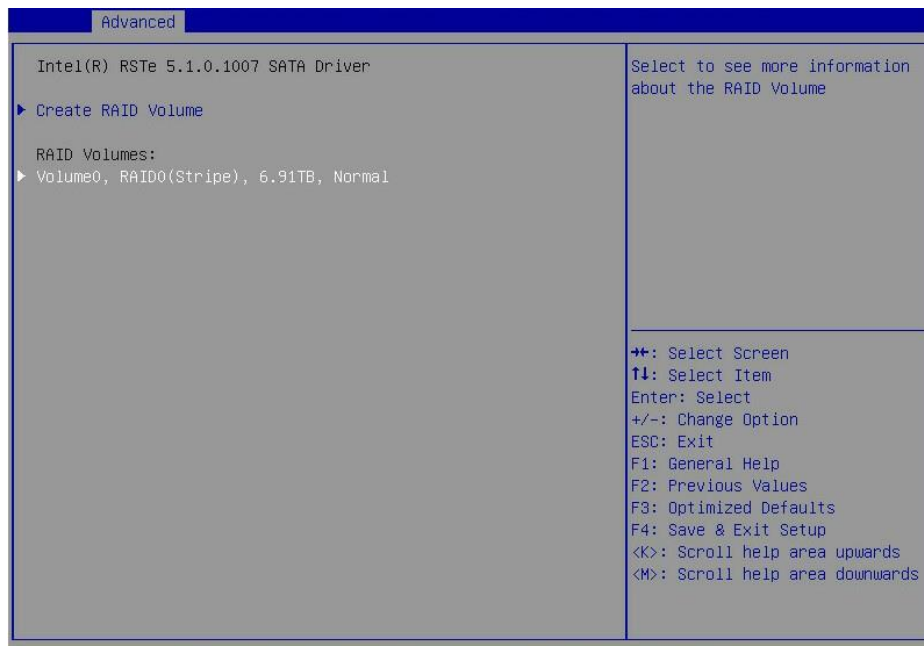 Advanced
Intel(R) RSTe 5.1.0.1007 SATA Driver
Create RAID Volume
RAID Volumes:
Volume0, RAID0(Stripe), 6.91TB, Normal
Select to see more information
about the RAID Volume
→←: Select Screen
↑↓: Select Item
Enter: Select
+/-: Change Option
ESC: Exit
F1: General Help
F2: Previous Values
F3: Optimized Defaults
F4: Save & Exit Setup
<K>: Scroll help area upwards
<M>: Scroll help area downwards